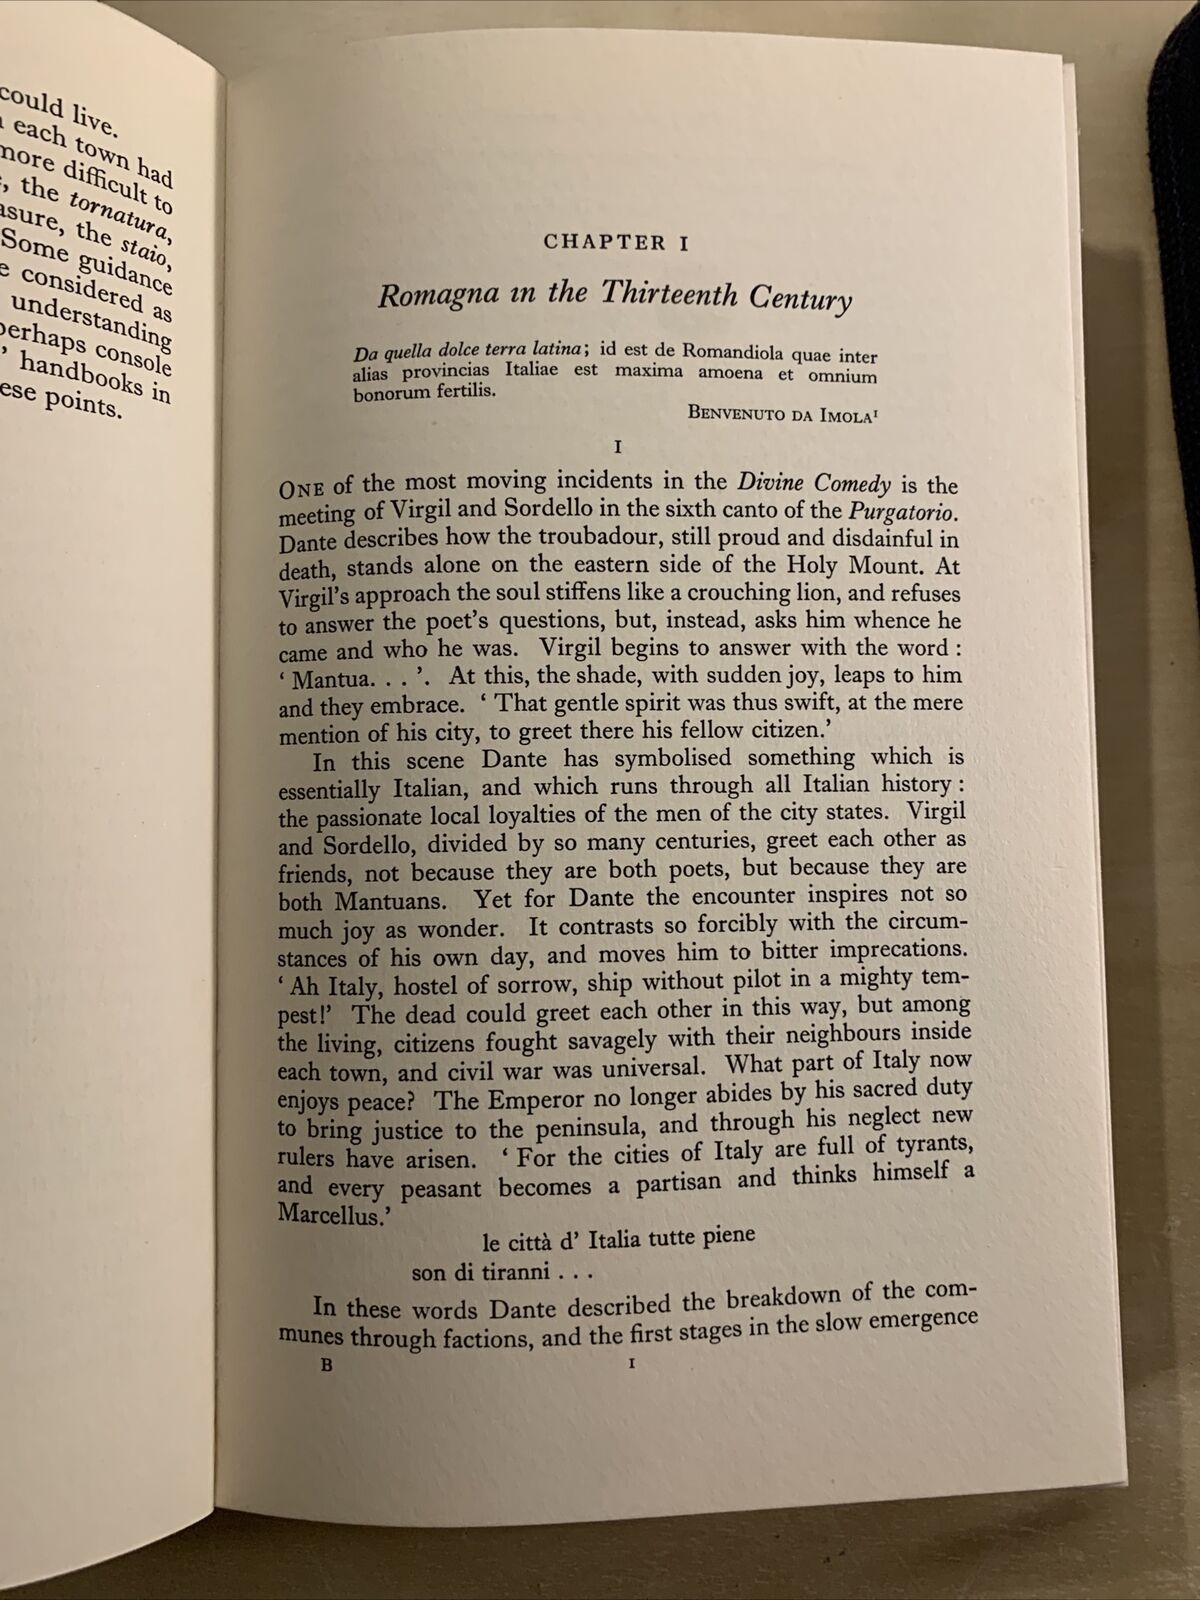 could live.
each town had
more difficult to
, the tornatura,
asure, the staio,
Some guidance
e considered as
understanding
perhaps console
’ handbooks in
ese points.
CHAPTER I
Romagna in the Thirteenth Century
Da quella dolce terra latina; id est de Romandiola quae inter
alias provincias Italiae est maxima amoena et omnium
bonorum fertilis.
BENVENUTO DA IMOLA¹
I
ONE of the most moving incidents in the Divine Comedy is the
meeting of Virgil and Sordello in the sixth canto of the Purgatorio.
Dante describes how the troubadour, still proud and disdainful in
death, stands alone on the eastern side of the Holy Mount. At
Virgil’s approach the soul stiffens like a crouching lion, and refuses
to answer the poet’s questions, but, instead, asks him whence he
came and who he was. Virgil begins to answer with the word :
‘ Mantua. . . ’. At this, the shade, with sudden joy, leaps to him
and they embrace. ‘ That gentle spirit was thus swift, at the mere
mention of his city, to greet there his fellow citizen.’
In this scene Dante has symbolised something which is
essentially Italian, and which runs through all Italian history :
the passionate local loyalties of the men of the city states. Virgil
and Sordello, divided by so many centuries, greet each other as
friends, not because they are both poets, but because they are
both Mantuans. Yet for Dante the encounter inspires not so
much joy as wonder. It contrasts so forcibly with the circum-
stances of his own day, and moves him to bitter imprecations.
‘ Ah Italy, hostel of sorrow, ship without pilot in a mighty tem-
pest!’ The dead could greet each other in this way, but among
the living, citizens fought savagely with their neighbours inside
each town, and civil war was universal. What part of Italy now
enjoys peace? The Emperor no longer abides by his sacred duty
to bring justice to the peninsula, and through his neglect new
rulers have arisen. ‘ For the cities of Italy are full of tyrants,
and every peasant becomes a partisan and thinks himself a
Marcellus.’
le città d’ Italia tutte piene
son di tiranni . . .
In these words Dante described the breakdown of the com-
munes through factions, and the first stages in the slow emergence
B 1